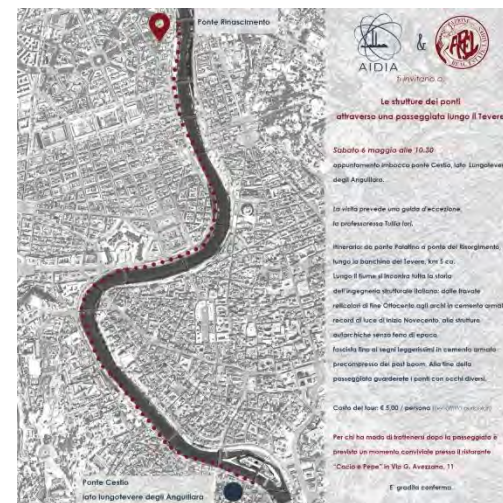 Ponte Rinascimento
Ponte Cestio
lato lungotevere degli Anguillara
AIDIA
&
AREL
ti invitano a
Le strutture dei ponti
attraverso una passeggiata lungo il Tevere
Sabato 6 maggio alle 10.30
appuntamento imbocco ponte Cestio, lato Lungotevere
degli Anguillara.
La visita prevede una guida d'eccezione,
la professoressa Tullia Iori.
Itinerario da ponte Palatino a ponte del Risorgimento
lungo la banchina del Tevere, km 5 ca.
Lungo il fiume si incontra tutta la storia
dell'ingegneria strutturale italiana: dalle travate
reticolari di fine Ottocento agli archi in cemento armato
record di luce di inizio Novecento, alle strutture
autarchiche senza ferro di epoca
fascista fino ai segni leggerissimi in cemento armato
precompresso del post boom. Alla fine della
passeggiata guarderete i ponti con occhi diversi.
Costo del tour: € 5,00 / persona
Per chi ha modo di trattenersi dopo la passeggiata è
previsto un momento conviviale presso il ristorante
"Cacio e Pepe" in Via G. Avezzana, 11
E' gradita conferma.